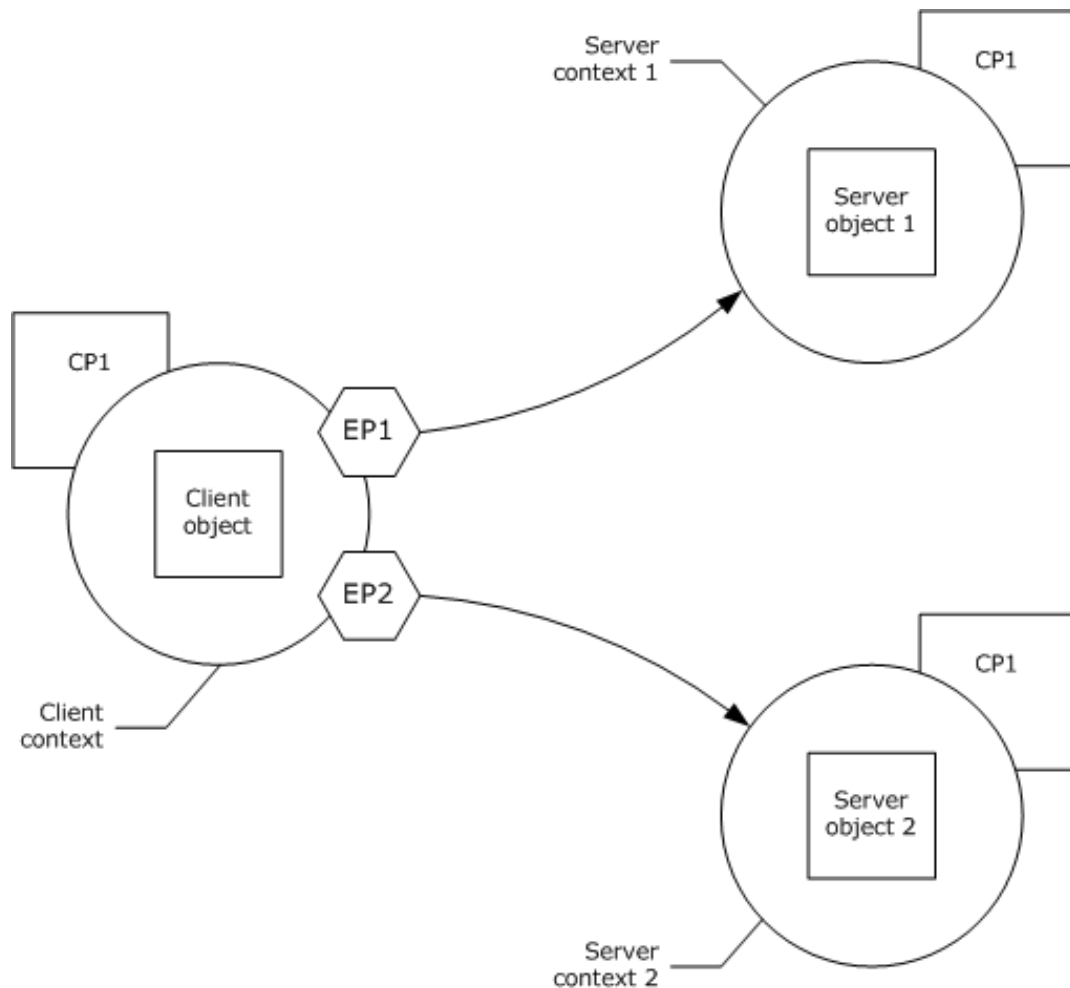 Server
context 1
CP1
Server
object 1
CP1
EP1
Client
object
EP2
Client
context
CP1
Server
object 2
Server
context 2